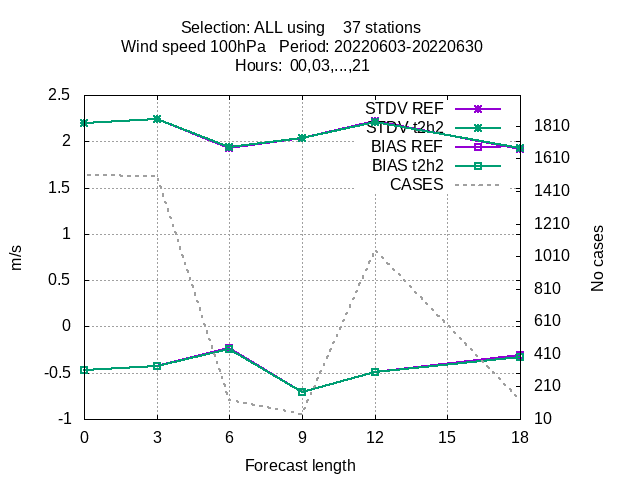 Selection: ALL using 37 stations
Wind speed 100hPa Period: 20220603-20220630
Hours: 00,03,...,21
STDV REF
STDV t2h2
BIAS REF
BIAS t2h2
CASES
2.5
2
1.5
1
0.5
0
-0.5
-1
m/s
1810
1610
1410
1210
1010
810
610
410
210
10
No cases
0 3 6 9 12 15 18
Forecast length